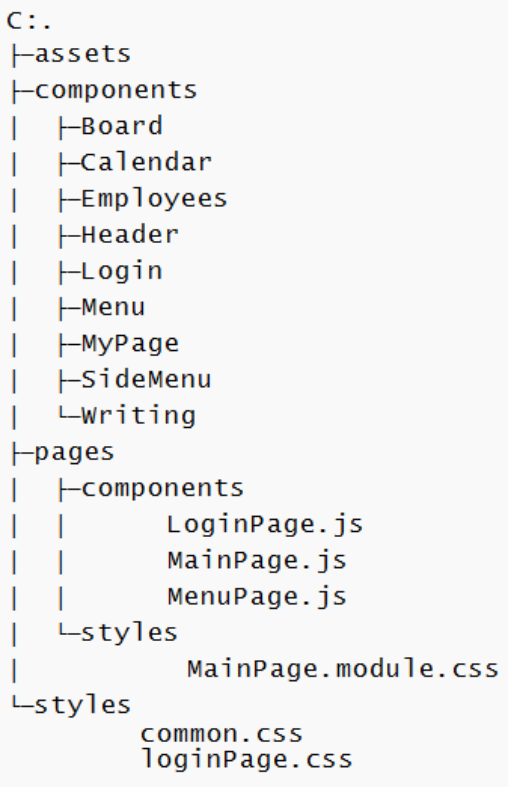 C:.
├─assets
├─components
│  ├─Board
│  ├─Calendar
│  ├─Employees
│  ├─Header
│  ├─Login
│  ├─Menu
│  ├─MyPage
│  ├─SideMenu
│  └─Writing
├─pages
│  ├─components
│  │      LoginPage.js
│  │      MainPage.js
│  │      MenuPage.js
│  └─styles
│          MainPage.module.css
└─styles
        common.css
        loginPage.css